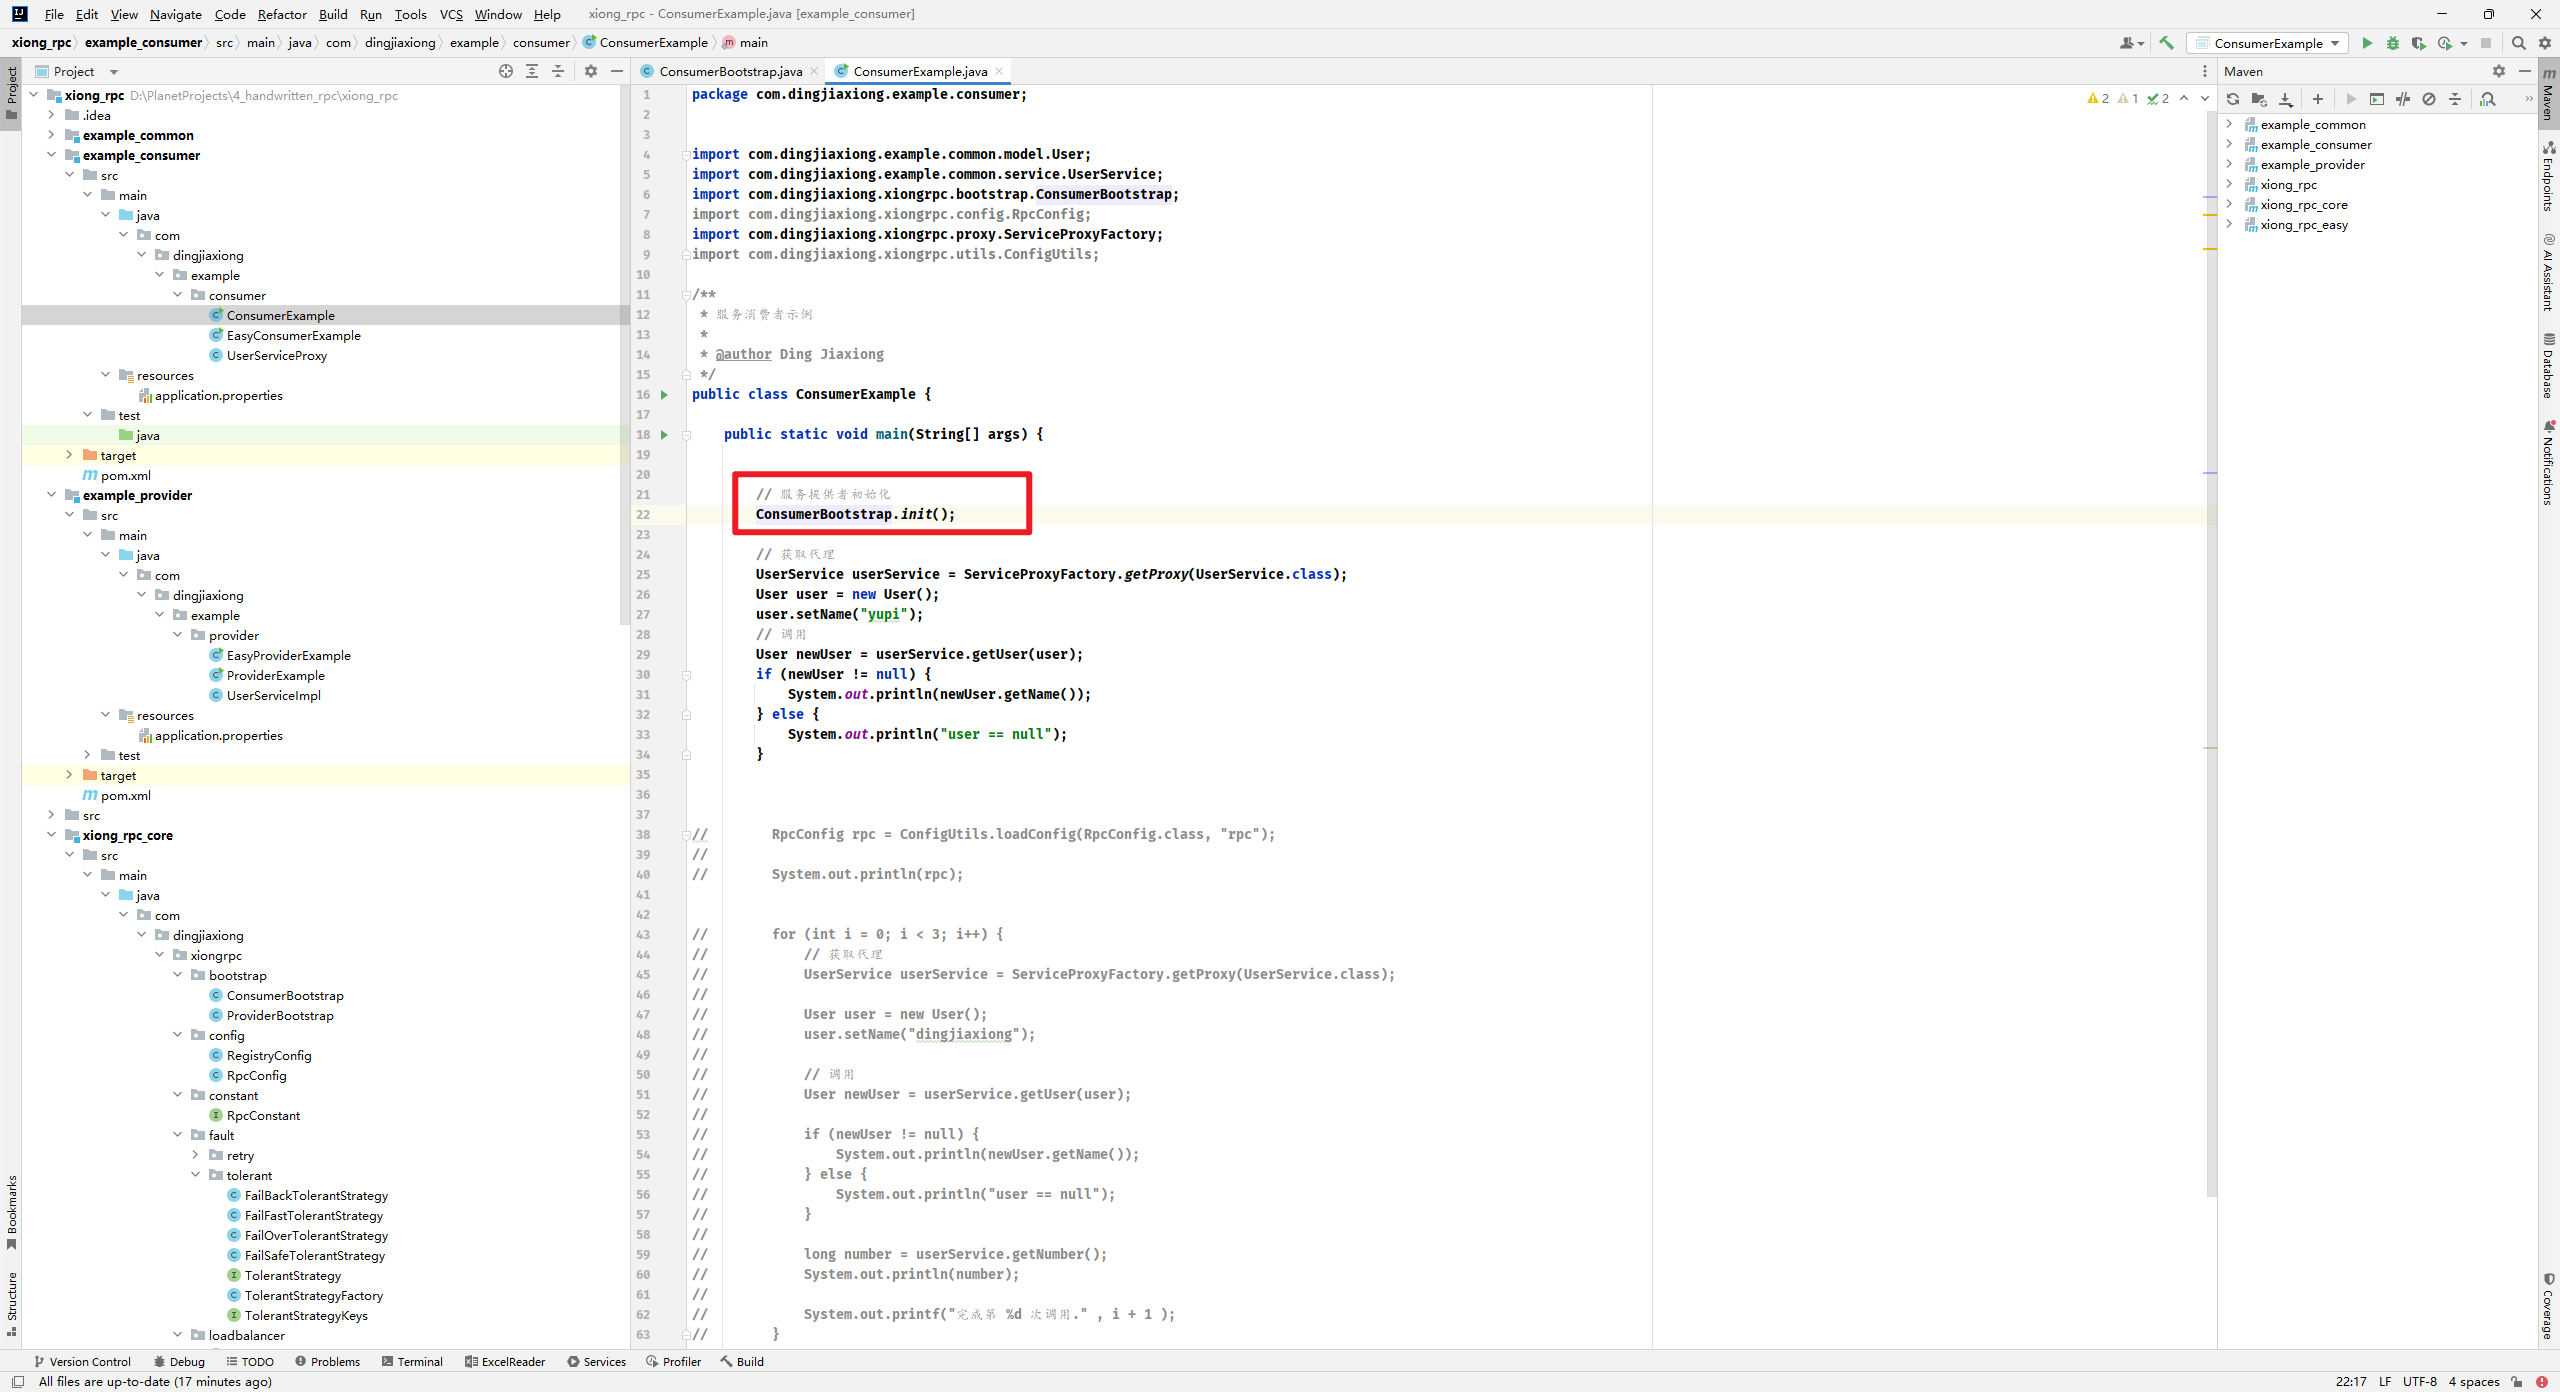 File Edit View Navigate Code Refactor Build Run Tools VCS Window Help xiong_rpc - ConsumerExample.java [example_consumer]
xiong_rpc example_consumer src main java com dingjiaxiong example consumer ConsumerExample main
ConsumerExample
Project
ConsumerBootstrap.java
ConsumerExample.java
Maven
xiong_rpc D:\PlanetProjects\4_handwritten_rpc\xiong_rpc
.idea
example_common
example_consumer
src
main
java
com
dingjiaxiong
example
consumer
ConsumerExample
EasyConsumerExample
UserServiceProxy
resources
application.properties
test
java
target
pom.xml
example_provider
src
main
java
com
dingjiaxiong
example
provider
EasyProviderExample
ProviderExample
UserServiceImpl
resources
application.properties
test
target
pom.xml
src
xiong_rpc_core
src
main
java
com
dingjiaxiong
xiongrpc
bootstrap
ConsumerBootstrap
ProviderBootstrap
config
RegistryConfig
RpcConfig
constant
RpcConstant
fault
retry
tolerant
FailBackTolerantStrategy
FailFastTolerantStrategy
FailOverTolerantStrategy
FailSafeTolerantStrategy
TolerantStrategy
TolerantStrategyFactory
TolerantStrategyKeys
loadbalancer
2 1 2
1 package com.dingjiaxiong.example.consumer;
2
3
4 import com.dingjiaxiong.example.common.model.User;
5 import com.dingjiaxiong.example.common.service.UserService;
6 import com.dingjiaxiong.xiongrpc.bootstrap.ConsumerBootstrap;
7 import com.dingjiaxiong.xiongrpc.config.RpcConfig;
8 import com.dingjiaxiong.xiongrpc.proxy.ServiceProxyFactory;
9 import com.dingjiaxiong.xiongrpc.utils.ConfigUtils;
10
11 /**
12 * 服务消费者示例
13 *
14 * @author Ding Jiaxiong
15 */
16 public class ConsumerExample {
17
18 public static void main(String[] args) {
19
20
21 // 服务提供者初始化
22 ConsumerBootstrap.init();
23
24 // 获取代理
25 UserService userService = ServiceProxyFactory.getProxy(UserService.class);
26 User user = new User();
27 user.setName("yupi");
28 // 调用
29 User newUser = userService.getUser(user);
30 if (newUser != null) {
31 System.out.println(newUser.getName());
32 } else {
33 System.out.println("user == null");
34 }
35
36
37
38 // RpcConfig rpc = ConfigUtils.loadConfig(RpcConfig.class, "rpc");
39 //
40 // System.out.println(rpc);
41
42
43 // for (int i = 0; i < 3; i++) {
44 // // 获取代理
45 // UserService userService = ServiceProxyFactory.getProxy(UserService.class);
46 //
47 // User user = new User();
48 // user.setName("dingjiaxiong");
49 //
50 // // 调用
51 // User newUser = userService.getUser(user);
52 //
53 // if (newUser != null) {
54 // System.out.println(newUser.getName());
55 // } else {
56 // System.out.println("user == null");
57 // }
58 //
59 // long number = userService.getNumber();
60 // System.out.println(number);
61 //
62 // System.out.printf("完成第 %d 次调用." , i + 1 );
63 // }
example_common
example_consumer
example_provider
xiong_rpc
xiong_rpc_core
xiong_rpc_easy
Project
Bookmarks
Structure
Maven
Endpoints
AI Assistant
Database
Notifications
Coverage
Version Control Debug TODO Problems Terminal ExcelReader Services Profiler Build
All files are up-to-date (17 minutes ago)
22:17 LF UTF-8 4 spaces